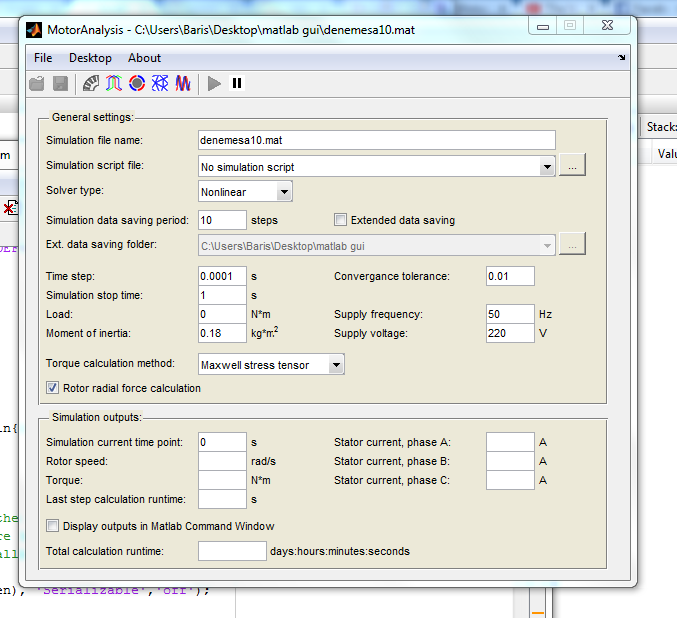 MotorAnalysis - C:\Users\Baris\Desktop\matlab gui\denemesa10.mat
File Desktop About
General settings:
Simulation file name: denemesa10.mat
Simulation script file: No simulation script ...
Solver type: Nonlinear
Simulation data saving period: 10 steps Extended data saving
Ext. data saving folder: C:\Users\Baris\Desktop\matlab gui ...
Time step: 0.0001 s Convergance tolerance: 0.01
Simulation stop time: 1 s
Load: 0 N*m Supply frequency: 50 Hz
Moment of inertia: 0.18 kg*m2 Supply voltage: 220 V
Torque calculation method: Maxwell stress tensor
Rotor radial force calculation
Simulation outputs:
Simulation current time point: 0 s Stator current, phase A: A
Rotor speed: rad/s Stator current, phase B: A
Torque: N*m Stator current, phase C: A
Last step calculation runtime: s
Display outputs in Matlab Command Window
Total calculation runtime: days:hours:minutes:seconds
Stack:
Valu
m
in{
the
re
all
en), 'Serializable','off');